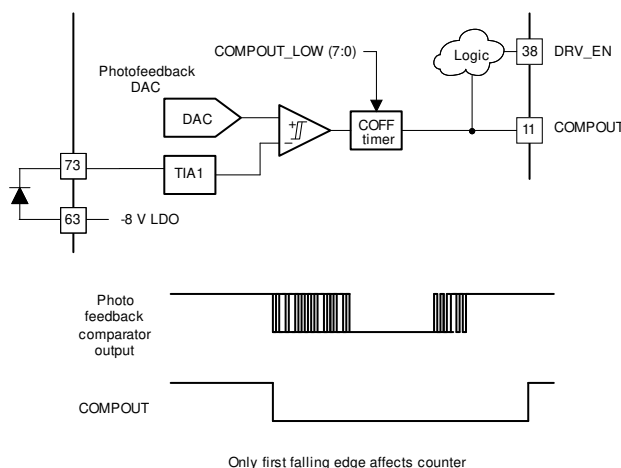 COMPOUT_LOW (7:0)
Logic
38
DRV_EN
Photofeedback
DAC
DAC
+
−
COFF
timer
11
COMPOUT
73
TIA1
63
-8 V LDO
Photo
feedback
comparator
output
COMPOUT
Only first falling edge affects counter